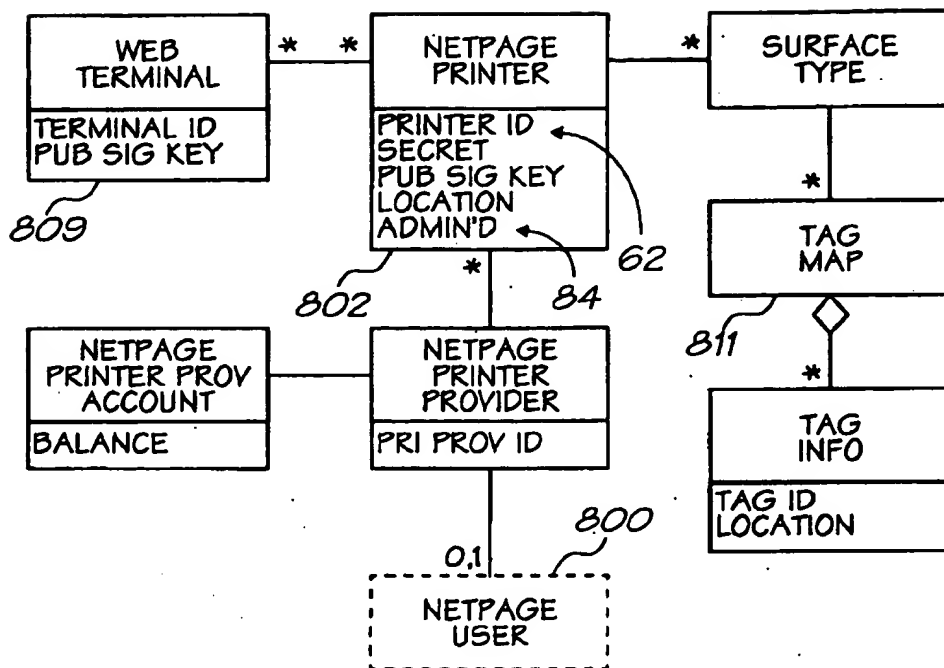 WEB
TERMINAL
TERMINAL ID
PUB SIG KEY
809
* *
NETPAGE
PRINTER
PRINTER ID
SECRET
PUB SIG KEY
LOCATION
ADMIN'D
802
62
84
*
*
SURFACE
TYPE
*
TAG
MAP
811
*
TAG
INFO
TAG ID
LOCATION
NETPAGE
PRINTER PROV
ACCOUNT
BALANCE
NETPAGE
PRINTER
PROVIDER
PRI PROV ID
0,1
800
NETPAGE
USER